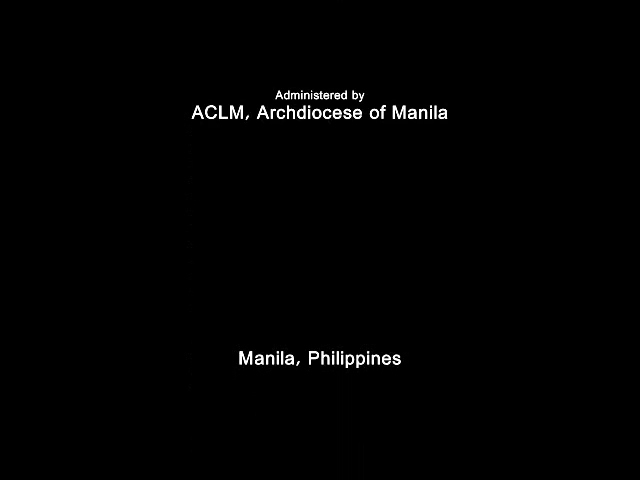 Administered by
ACLM, Archdiocese of Manila
Manila, Philippines